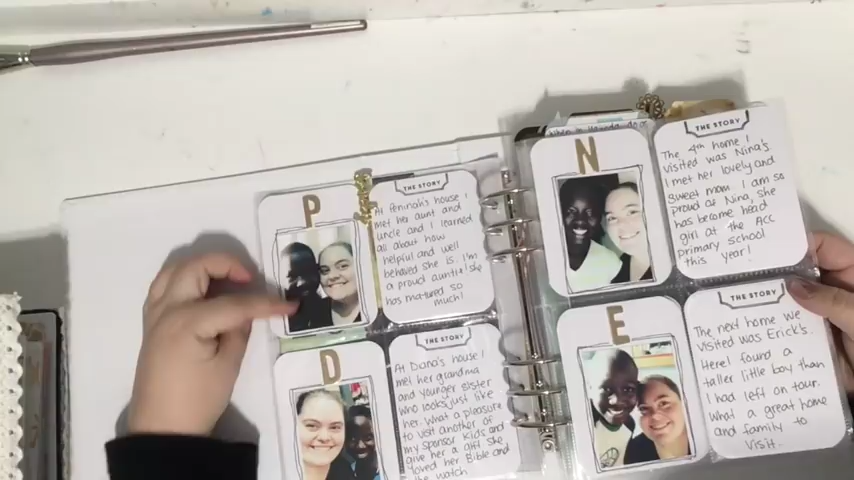 P
THE STORY
At Peninah's house I
met her aunt and
uncle and I learned
all about how
helpful and well
behaved she is. I'm
a proud auntie! she
has matured so
much!
D
THE STORY
At Dana's house I
met her grandma
and younger sister
who looks just like
her. What a pleasure
to visit another of
my sponsor kids and
give her a gift. She
loved her Bible and
the watch
N
THE STORY
The 4th home I
visited was Nina's
I met her lovely and
sweet mom. I am so
proud of Nina, she
has become head
girl at the ACC
primary school
this year!
E
THE STORY
The next home we
visited was Erick's.
Here I found a
taller little boy than
I had left on tour.
What a great home
and family to
visit.